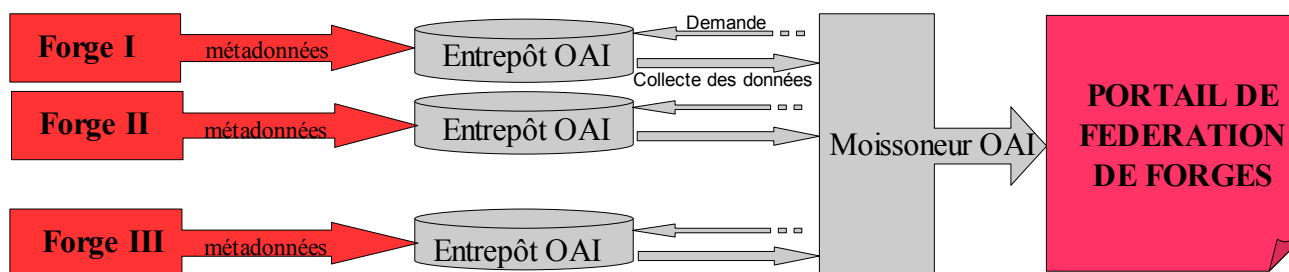 Forge I
métadonnées
Entrepôt OAI
Demande
Collecte des données
Forge II
métadonnées
Entrepôt OAI
Moissoneur OAI
PORTAIL DE
FEDERATION
DE FORGES
Forge III
métadonnées
Entrepôt OAI